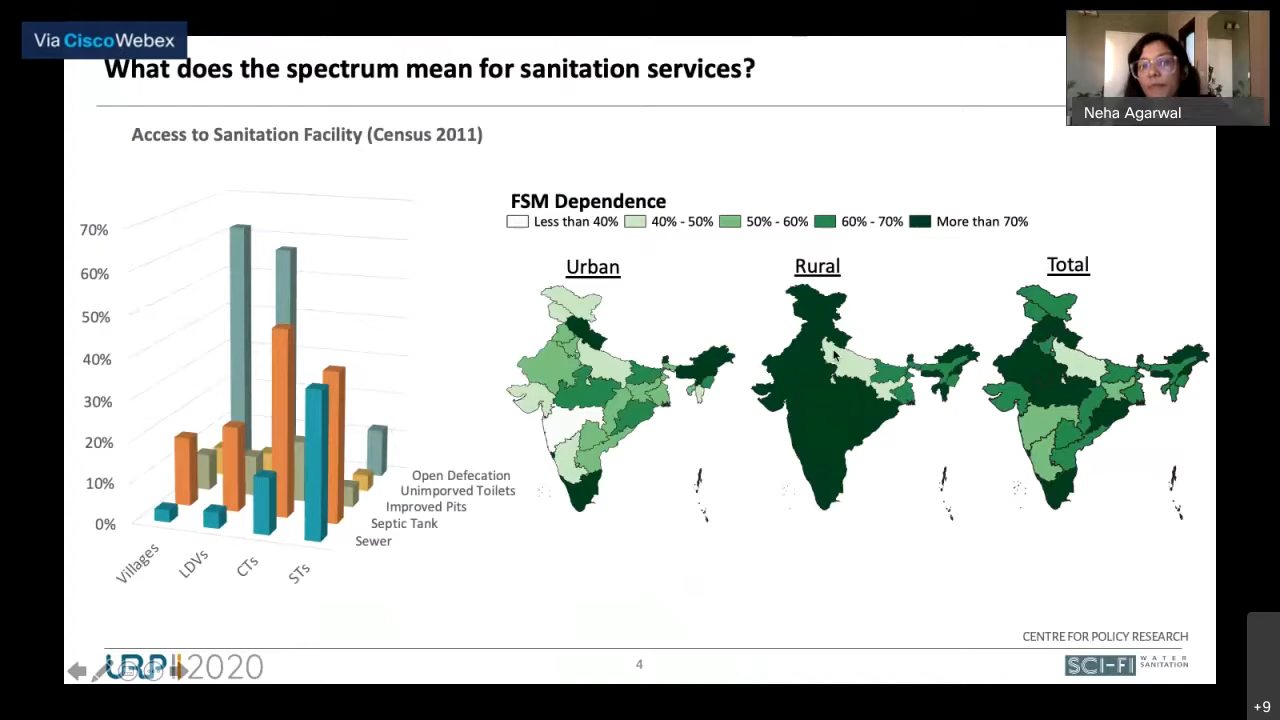 Via CiscoWebex
What does the spectrum mean for sanitation services?
Neha Agarwal
Access to Sanitation Facility (Census 2011)
70%
60%
50%
40%
30%
20%
10%
0%
Villages
LDVs
CTs
STs
Open Defecation
Unimporved Toilets
Improved Pits
Septic Tank
Sewer
FSM Dependence
Less than 40% 40% - 50% 50% - 60% 60% - 70% More than 70%
Urban Rural Total
CENTRE FOR POLICY RESEARCH
2020
4
SCI-FI WATER
SANITATION
+9